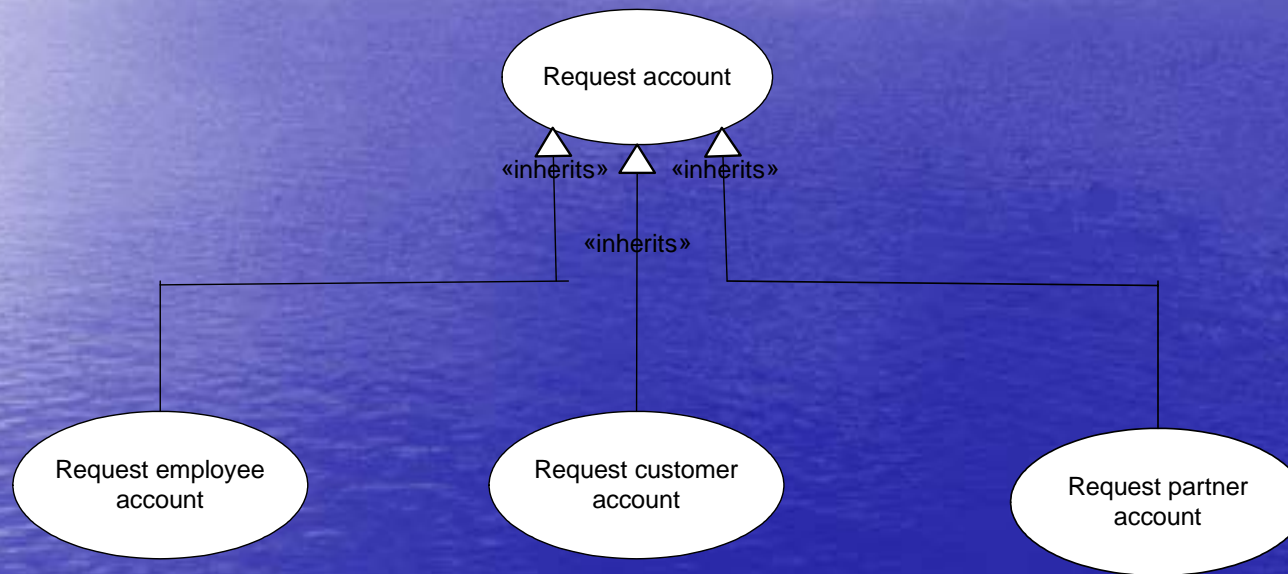 Request account
«inherits»
«inherits»
«inherits»
Request employee
account
Request customer
account
Request partner
account